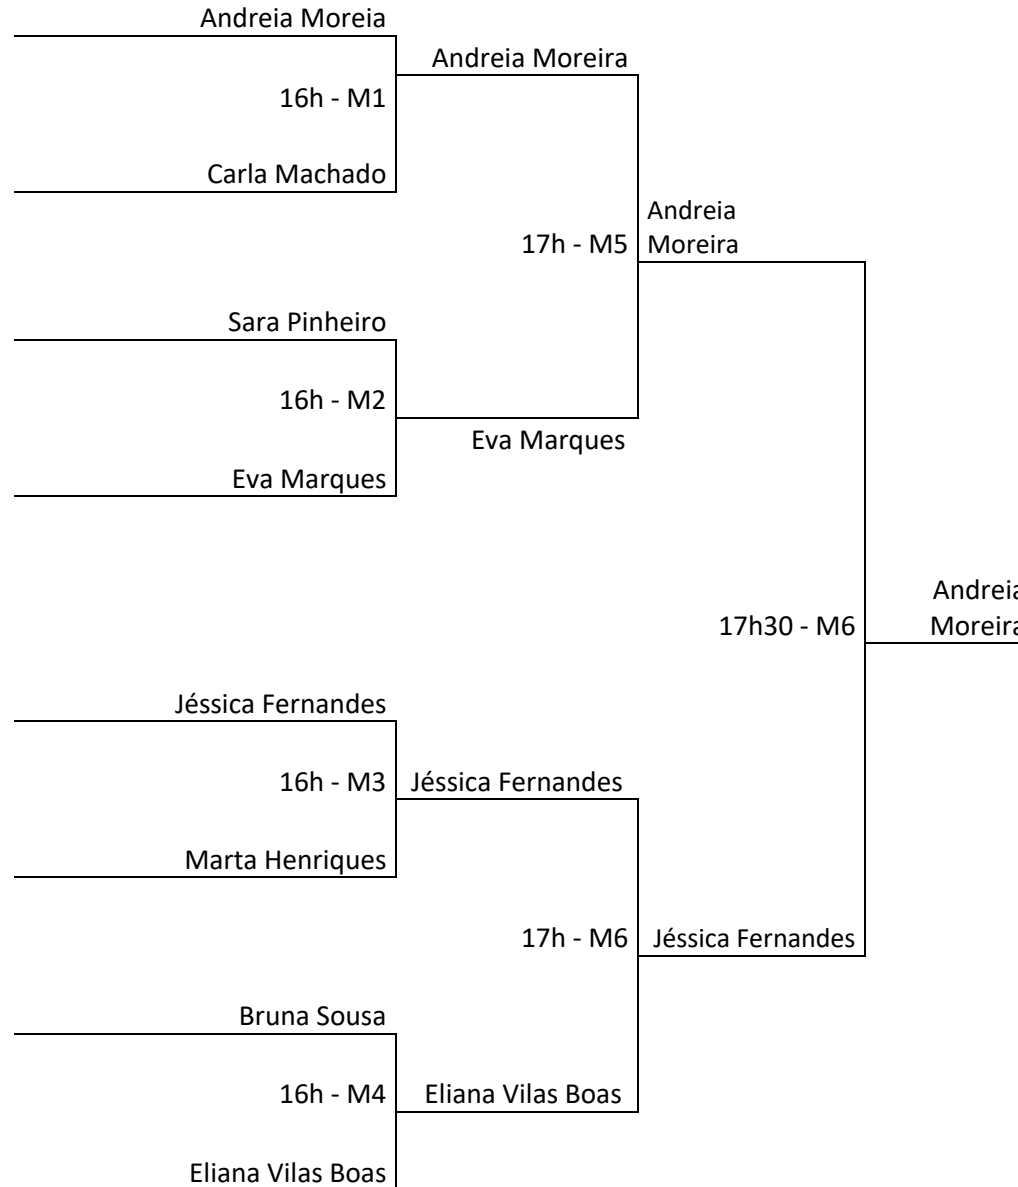 Andreia Moreia
Andreia Moreira
16h - M1
Carla Machado
Andreia
Moreira
17h - M5
Sara Pinheiro
16h - M2
Eva Marques
Eva Marques
Andreia
Moreira
17h30 - M6
Jéssica Fernandes
16h - M3
Jéssica Fernandes
Marta Henriques
17h - M6
Jéssica Fernandes
Bruna Sousa
16h - M4
Eliana Vilas Boas
Eliana Vilas Boas